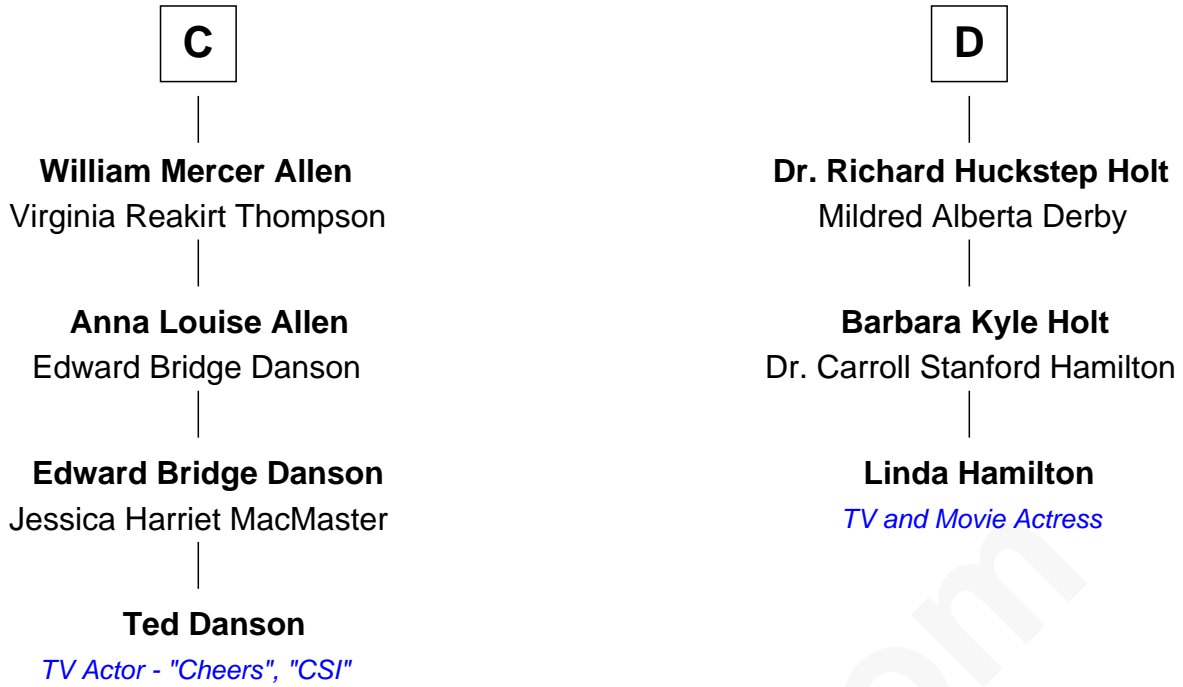 C
William Mercer Allen
Virginia Reakirt Thompson
Anna Louise Allen
Edward Bridge Danson
Edward Bridge Danson
Jessica Harriet MacMaster
Ted Danson
TV Actor - "Cheers", "CSI"
D
Dr. Richard Huckstep Holt
Mildred Alberta Derby
Barbara Kyle Holt
Dr. Carroll Stanford Hamilton
Linda Hamilton
TV and Movie Actress
om